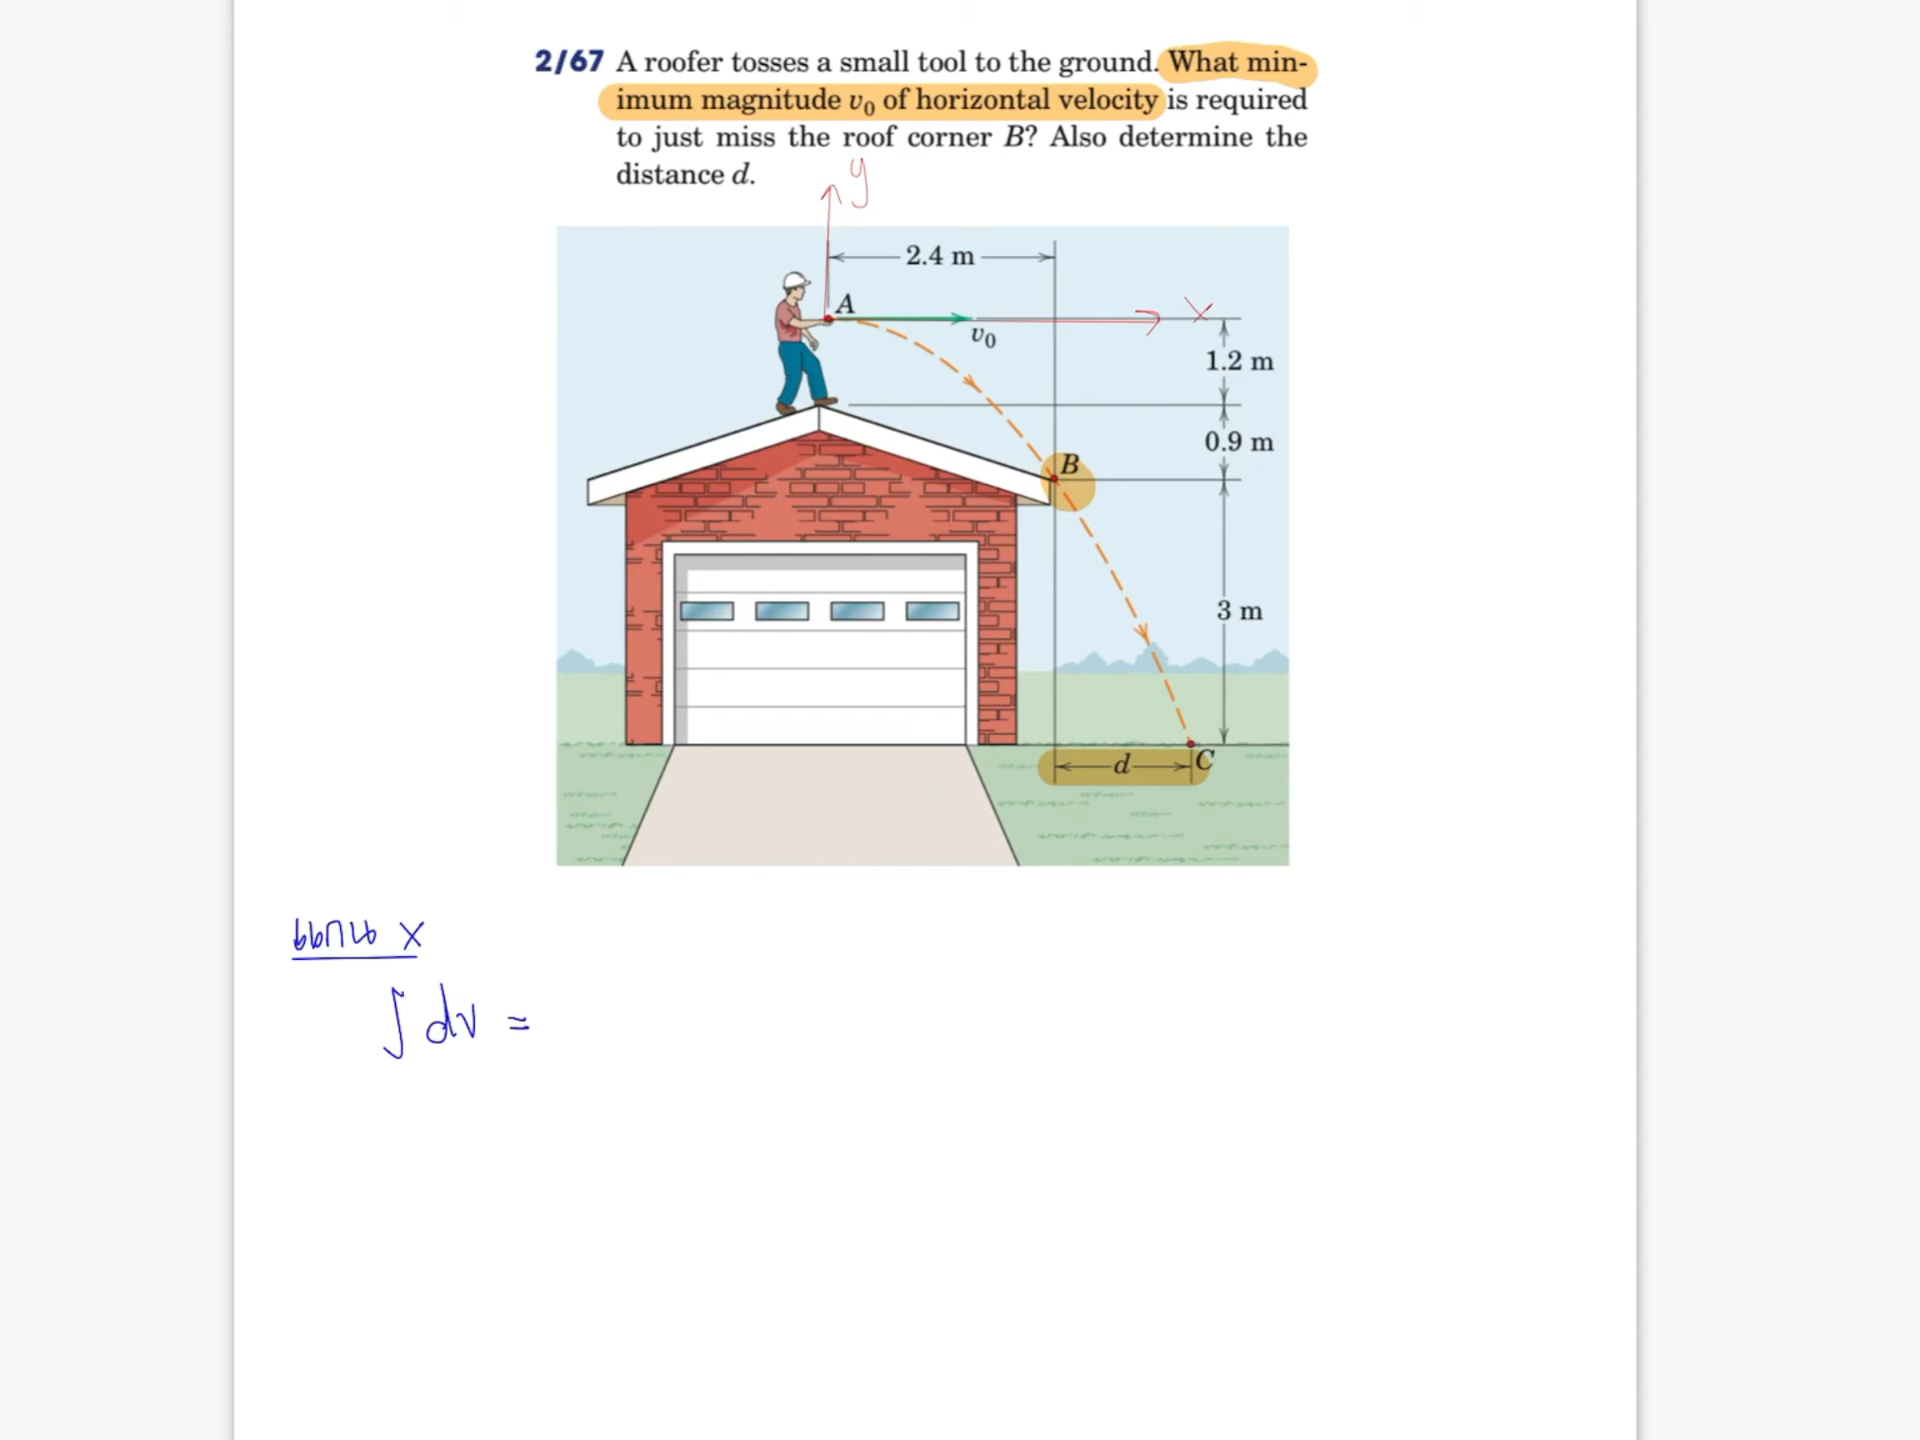 2/67 A roofer tosses a small tool to the ground. What min-
imum magnitude v₀ of horizontal velocity is required
to just miss the roof corner B? Also determine the
distance d.
y
2.4 m
A
x
v₀
1.2 m
0.9 m
B
3 m
d
C
แกน x
∫ dv =